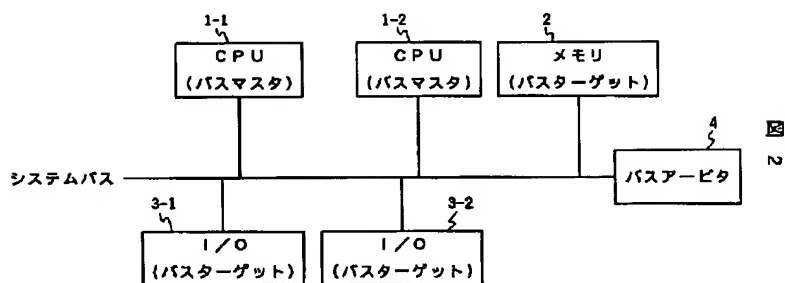 1-1
1-2
2
CPU
(バスマスタ)
CPU
(バスマスタ)
メモリ
(バスターゲット)
4
図2
システムバス
バスアービタ
3-1
3-2
I/O
(バスターゲット)
I/O
(バスターゲット)